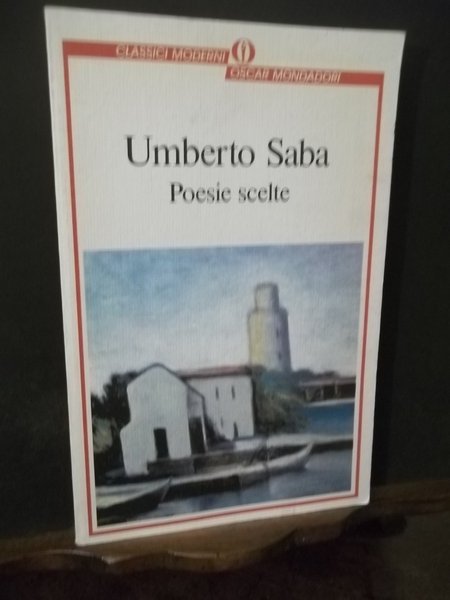 CLASSICI MODERNI
OSCAR MONDADORI
Umberto Saba
Poesie scelte